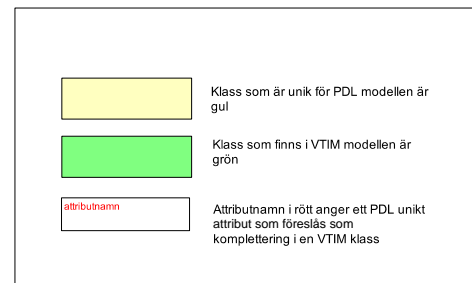 Klass som är unik för PDL modellen är
gul
Klass som finns i VTIM modellen är
grön
attributnamn
Attributnamn i rött anger ett PDL unikt
attribut som föreslås som
komplettering i en VTIM klass